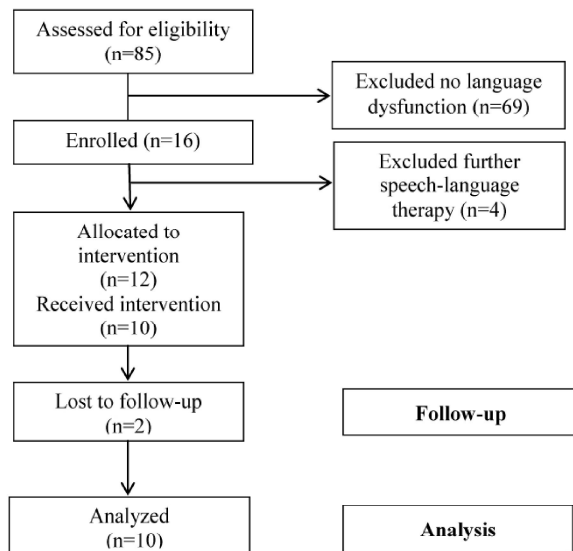 Assessed for eligibility
(n=85)
Excluded no language
dysfunction (n=69)
Enrolled (n=16)
Excluded further
speech-language
therapy (n=4)
Allocated to
intervention
(n=12)
Received intervention
(n=10)
Lost to follow-up
(n=2)
Follow-up
Analyzed
(n=10)
Analysis